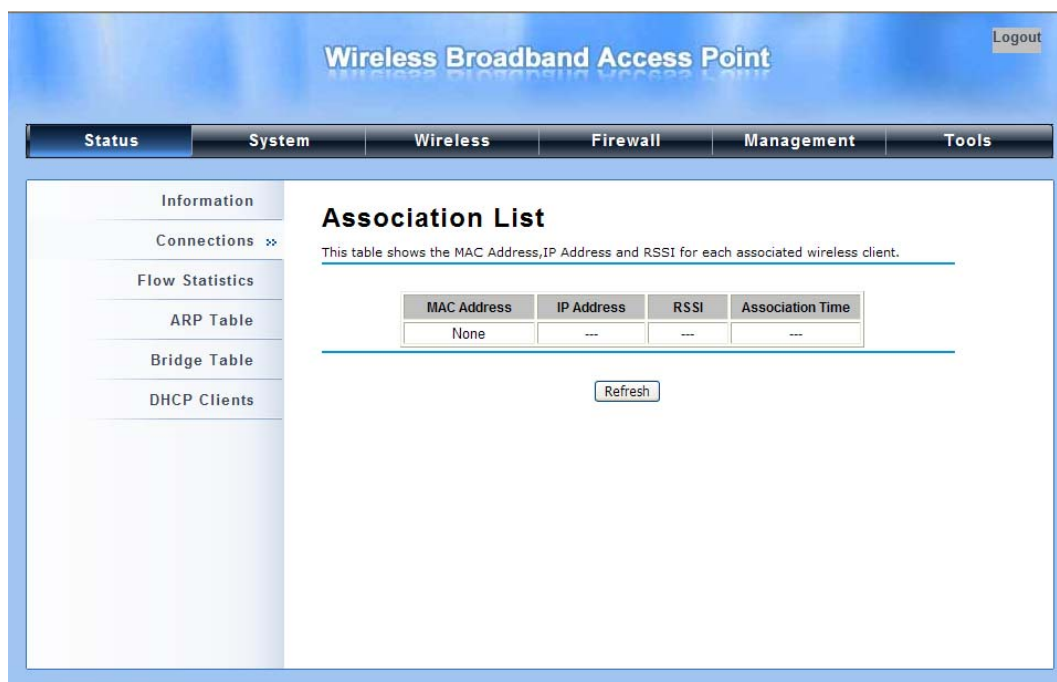 Wireless Broadband Access Point
Logout
Status System Wireless Firewall Management Tools
Information
Connections »
Flow Statistics
ARP Table
Bridge Table
DHCP Clients
Association List
This table shows the MAC Address,IP Address and RSSI for each associated wireless client.
MAC Address IP Address RSSI Association Time
None --- --- ---
Refresh